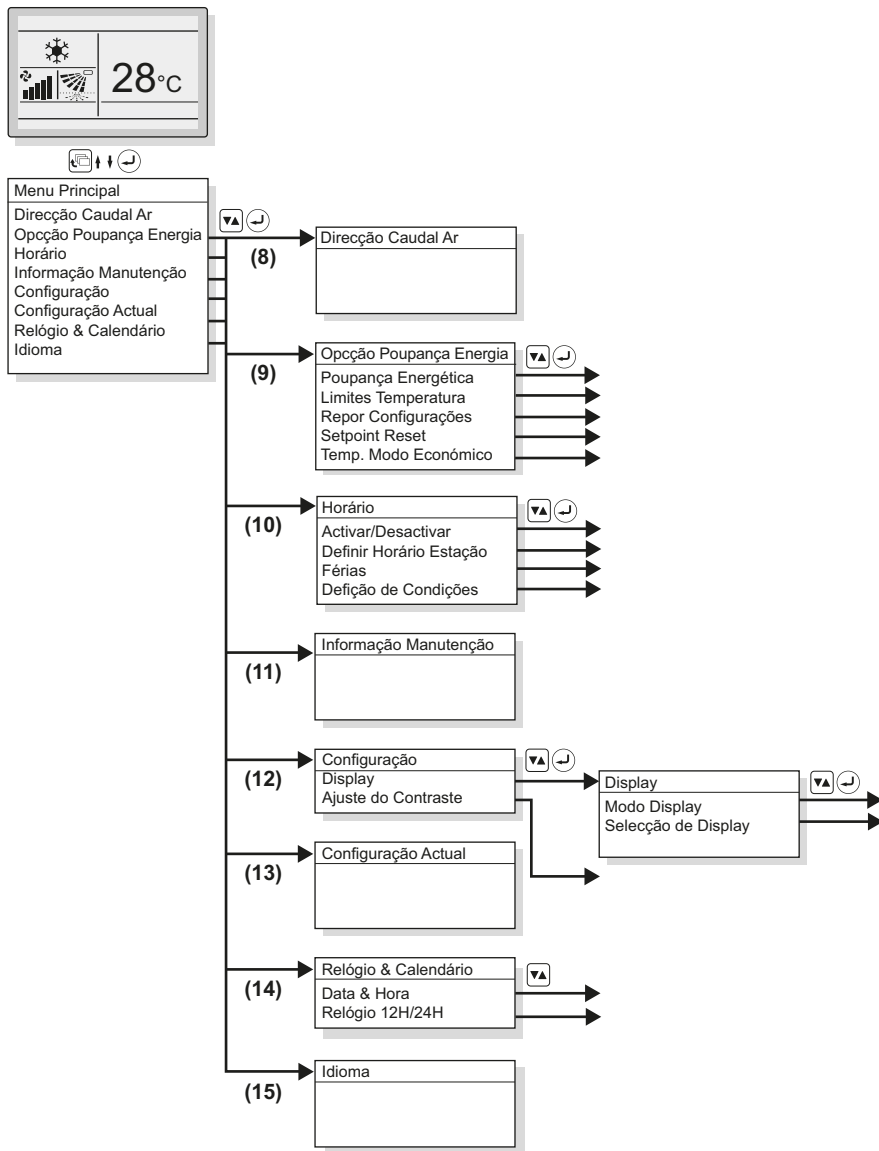 28°C
Menu Principal
Direcção Caudal Ar
Opcção Poupança Energia
Horário
Informação Manutenção
Configuração
Configuração Actual
Relógio & Calendário
Idioma
(8)
Direcção Caudal Ar
(9)
Opcção Poupança Energia
Poupança Energética
Limites Temperatura
Repor Configurações
Setpoint Reset
Temp. Modo Económico
(10)
Horário
Activar/Desactivar
Definir Horário Estação
Férias
Defição de Condições
(11)
Informação Manutenção
(12)
Configuração
Display
Ajuste do Contraste
Display
Modo Display
Selecção de Display
(13)
Configuração Actual
(14)
Relógio & Calendário
Data & Hora
Relógio 12H/24H
(15)
Idioma